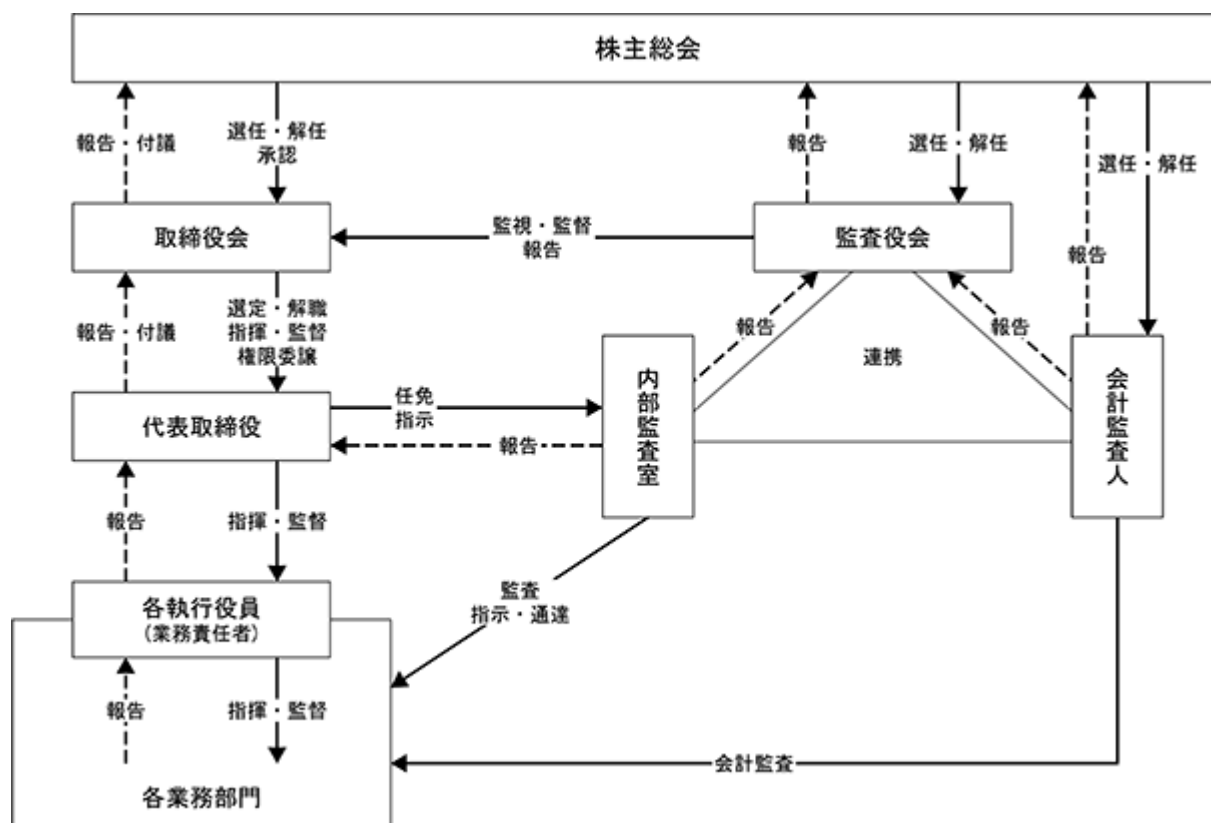 株主総会
報告・付議
選任・解任
承認
報告
選任・解任
選任・解任
取締役会
監視・監督
報告
監査役会
報告
報告・付議
選定・解職
指揮・監督
権限委譲
報告
報告
連携
代表取締役
任免
指示
報告
内部監査室
会計監査人
報告
指揮・監督
各執行役員
（業務責任者）
監査
指示・通達
報告
指揮・監督
会計監査
各業務部門